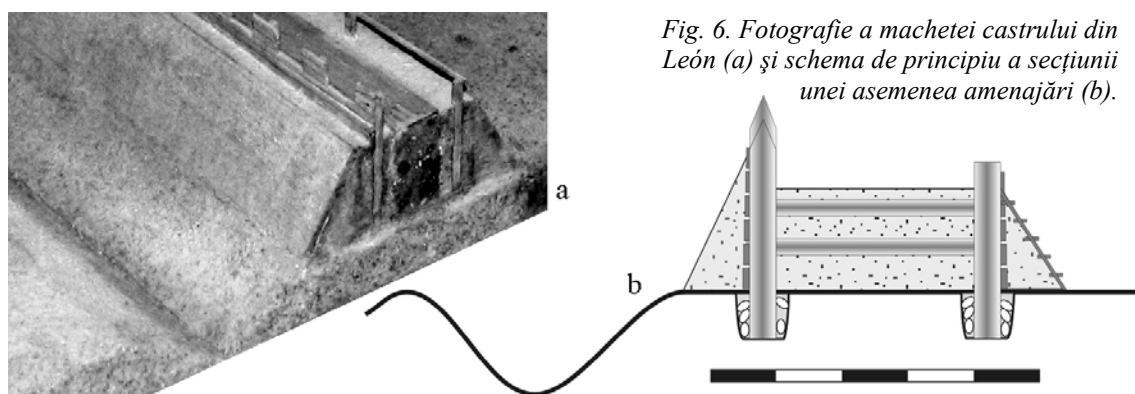 Fig. 6. Fotografie a machetei castrului din
León (a) şi schema de principiu a secţiunii
unei asemenea amenajări (b).
a
b